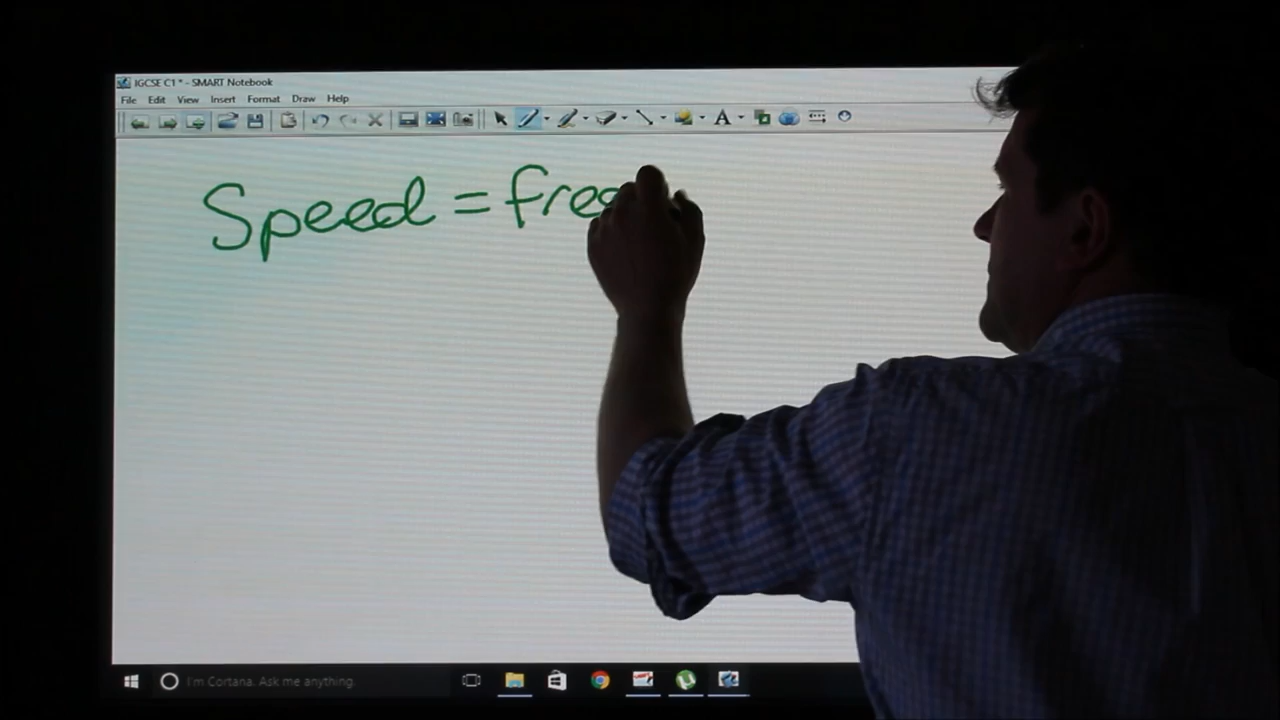 IGCSE C1 * - SMART Notebook
File Edit View Insert Format Draw Help
Speed = fre
I'm Cortana. Ask me anything.